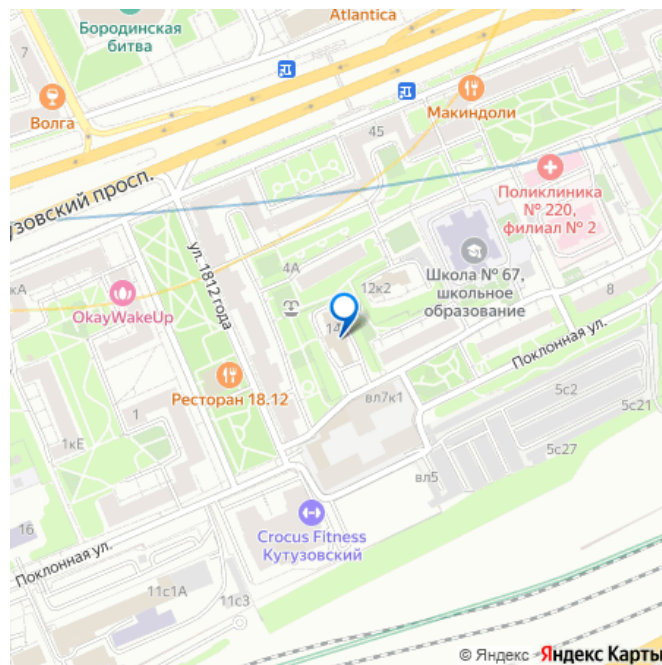 Бородинская
битва
Atlantica
7
Волга
Макиндоли
45
Поликлиника
№ 220,
филиал № 2
узовский просп.
ул. 1812 года
4А
Школа № 67,
школьное
образование
12к2
8
кА
OkayWakeUp
14
Поклонная ул.
Ресторан 18.12
вл7к1
5с2
5с21
1
1кЕ
5с27
вл5
16
Crocus Fitness
Кутузовский
Поклонная ул.
11с1А
11с3
© Яндекс Яндекс Карты